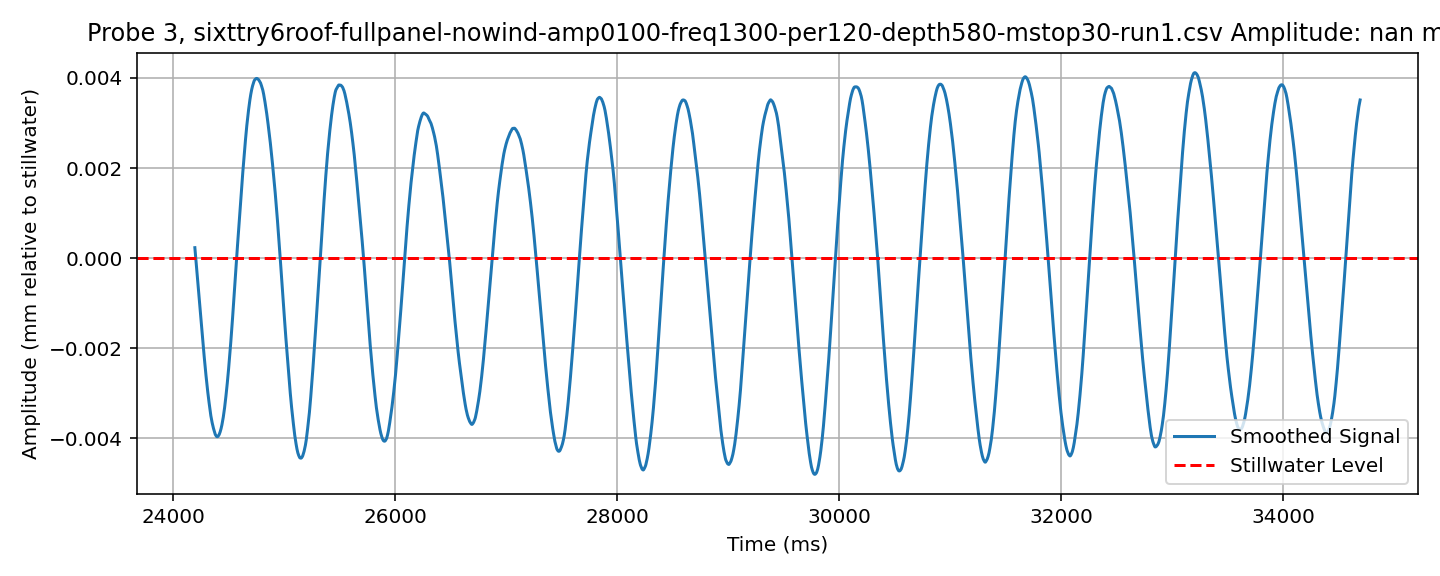 Probe 3, sixttry6roof-fullpanel-nowind-amp0100-freq1300-per120-depth580-mstop30-run1.csv Amplitude: nan m
Amplitude (mm relative to stillwater)
0.004
0.002
0.000
−0.002
−0.004
Smoothed Signal
Stillwater Level
24000 26000 28000 30000 32000 34000
Time (ms)